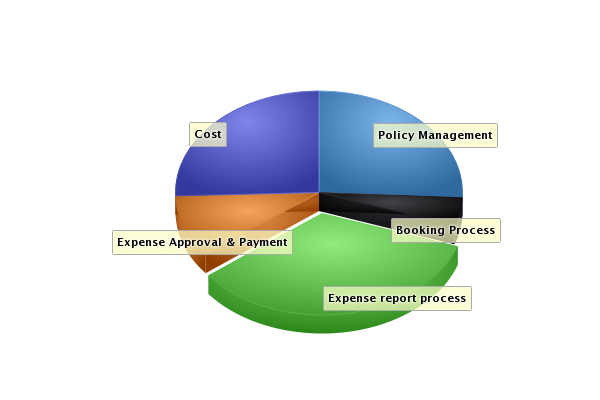 Cost
Policy Management
Booking Process
Expense Approval & Payment
Expense report process